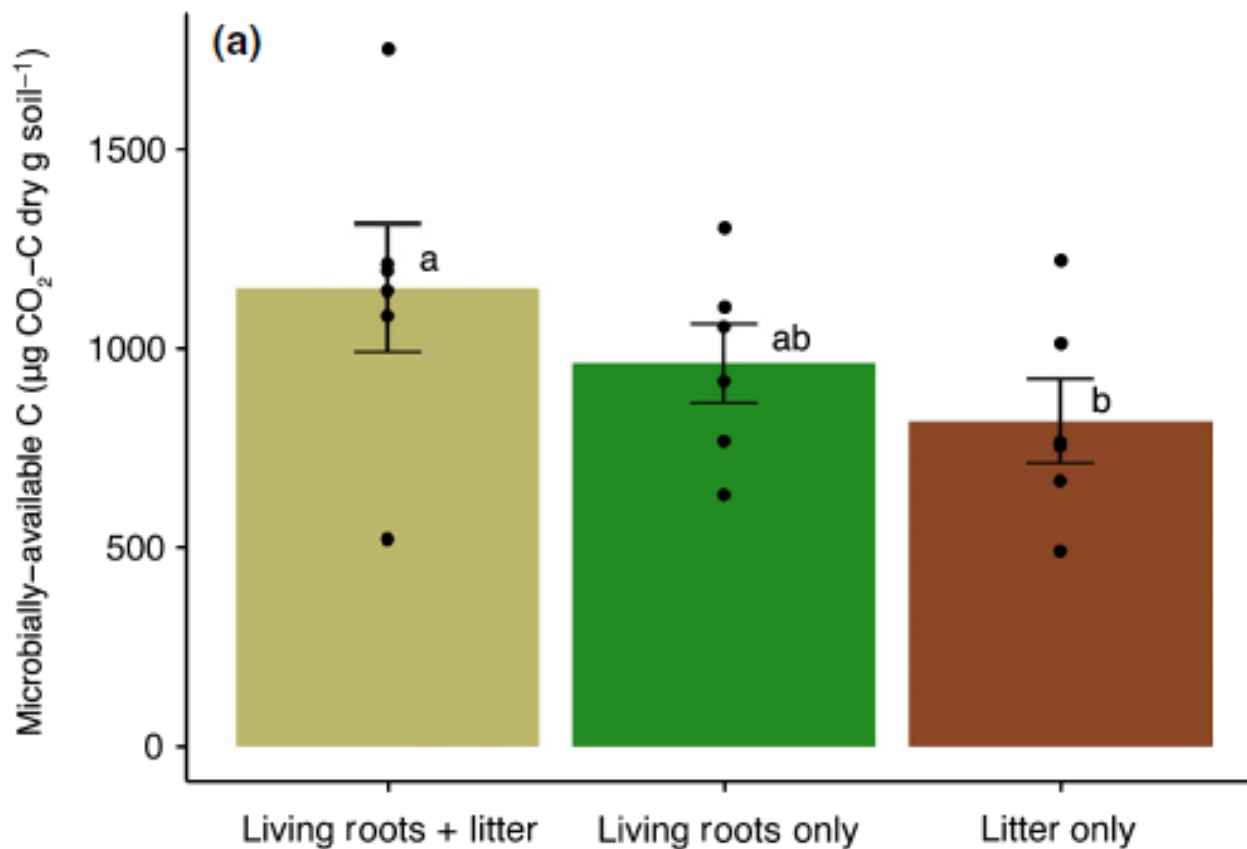 (a)
Microbially–available C (µg CO₂–C dry g soil⁻¹)
1500
1000
500
0
a
ab
b
Living roots + litter
Living roots only
Litter only